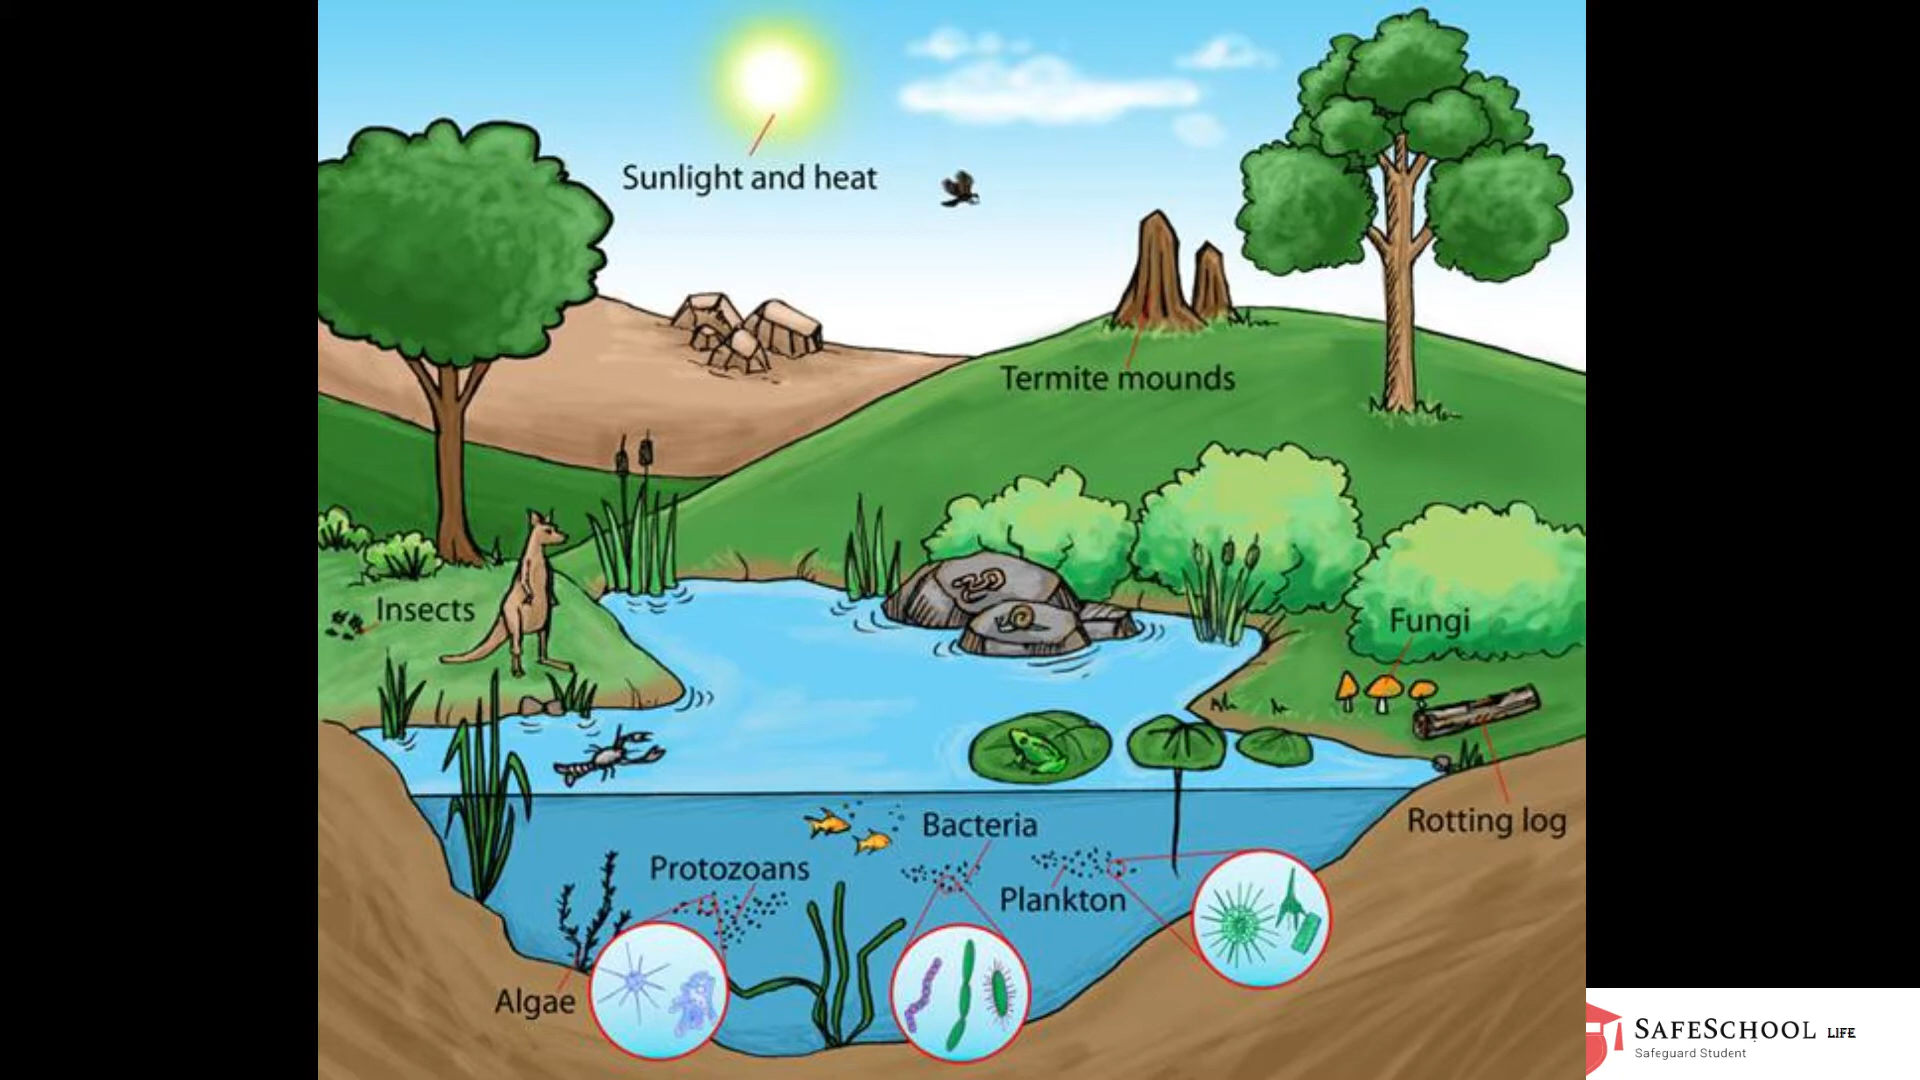 Sunlight and heat
Termite mounds
Insects
Fungi
Rotting log
Bacteria
Protozoans
Plankton
Algae
SAFESCHOOL LIFE
Safeguard Student